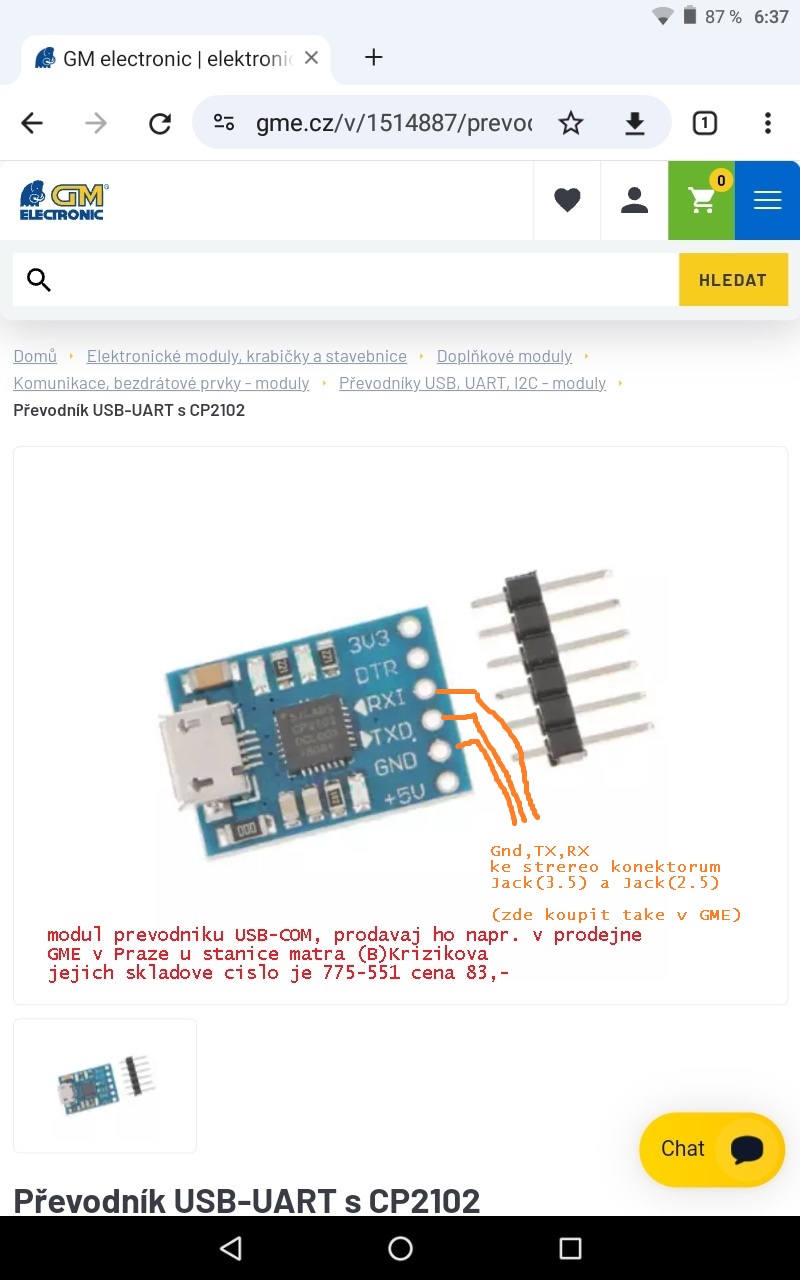 87 % 6:37
GM electronic | elektronic
gme.cz/v/1514887/prevod
1
GM
ELECTRONIC
0
HLEDAT
Domů Elektronické moduly, krabičky a stavebnice Doplňkové moduly
Komunikace, bezdrátové prvky - moduly Převodníky USB, UART, I2C - moduly
Převodník USB-UART s CP2102
3V3
DTR
RXI
TXD
GND
+5V
SILABS
CP2102
000
Gnd,TX,RX
ke strereo konektorum
Jack(3.5) a Jack(2.5)
(zde koupit take v GME)
modul prevodniku USB-COM, prodavaj ho napr. v prodejne
GME v Praze u stanice matra (B)Krizikova
jejich skladove cislo je 775-551 cena 83,-
Chat
Převodník USB-UART s CP2102